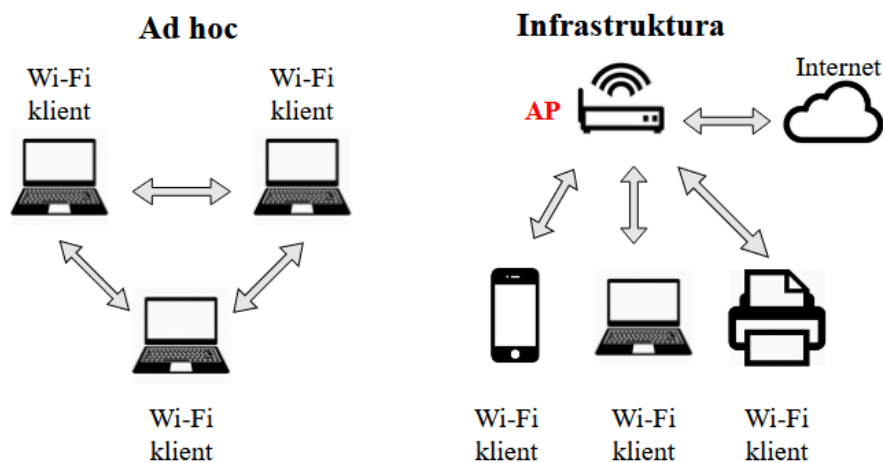 Ad hoc
Wi-Fi
klient
Wi-Fi
klient
Wi-Fi
klient
Infrastruktura
AP
Internet
Wi-Fi
klient
Wi-Fi
klient
Wi-Fi
klient